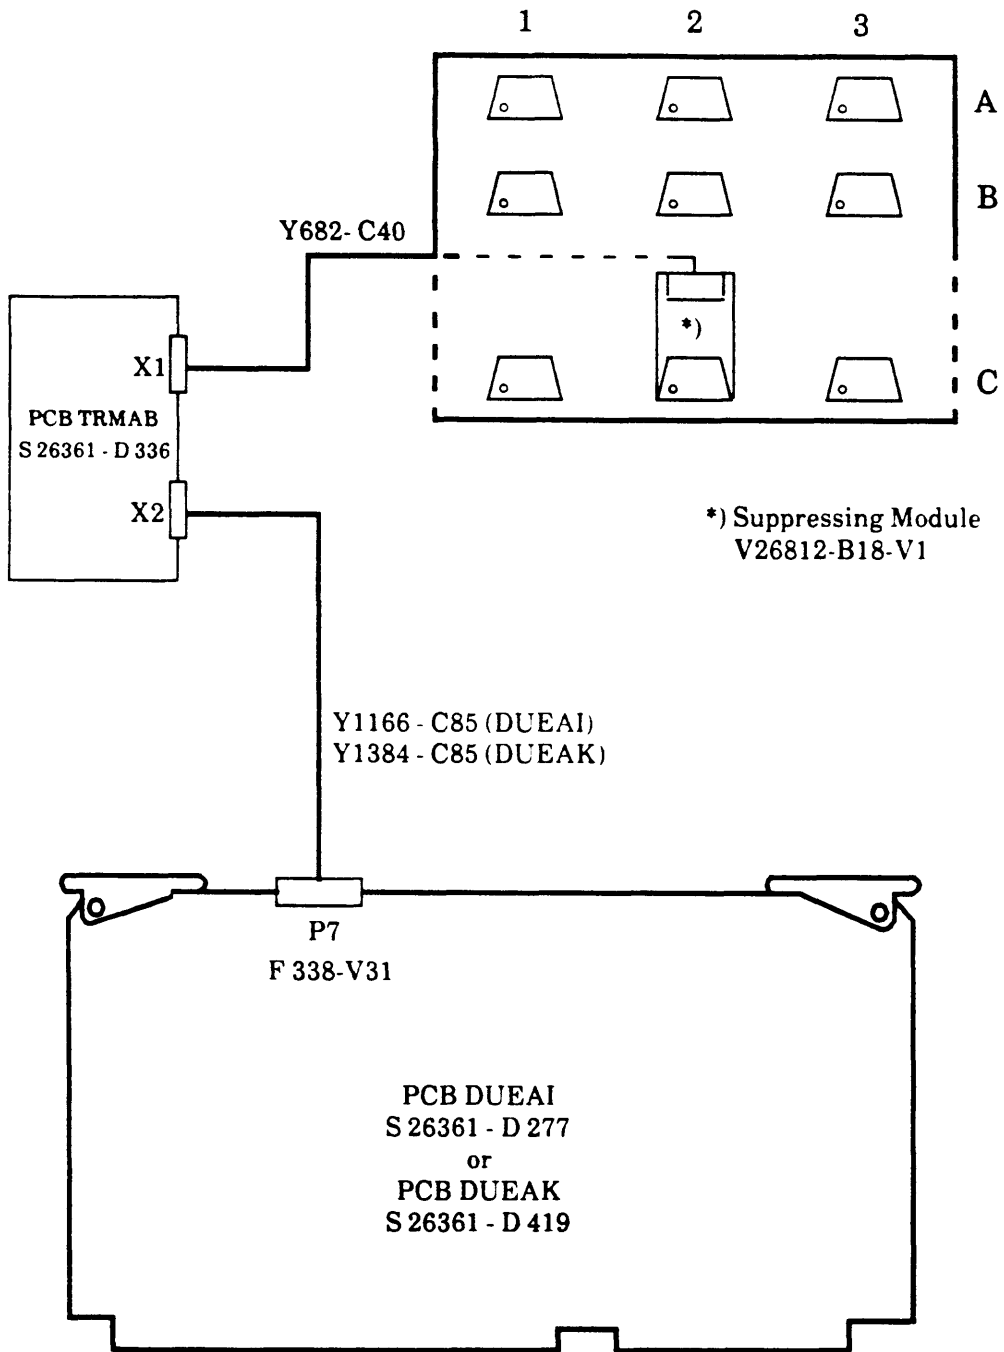 1 2 3
A
B
Y682- C40
X1
*)
C
PCB TRMAB
S 26361 - D 336
X2
*) Suppressing Module
V26812-B18-V1
Y1166 - C85 (DUEAI)
Y1384 - C85 (DUEAK)
P7
F 338-V31
PCB DUEAI
S 26361 - D 277
or
PCB DUEAK
S 26361 - D 419